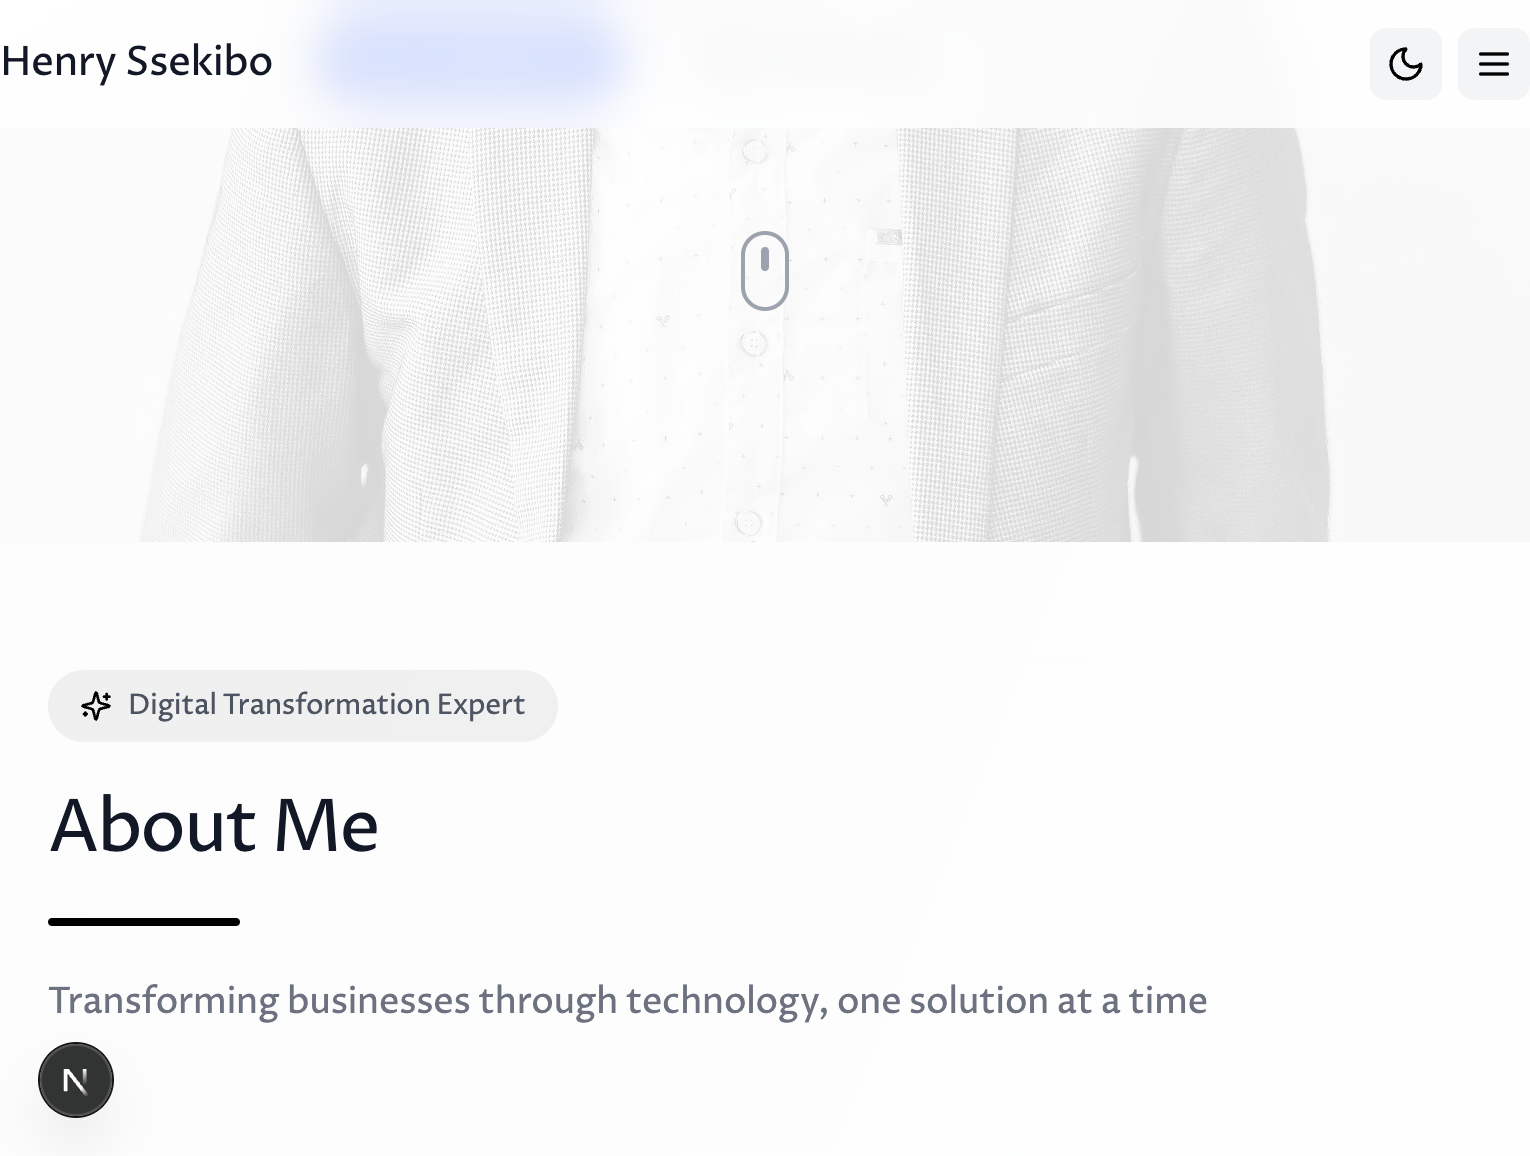 Henry Ssekibo
Digital Transformation Expert
About Me
Transforming businesses through technology, one solution at a time
N